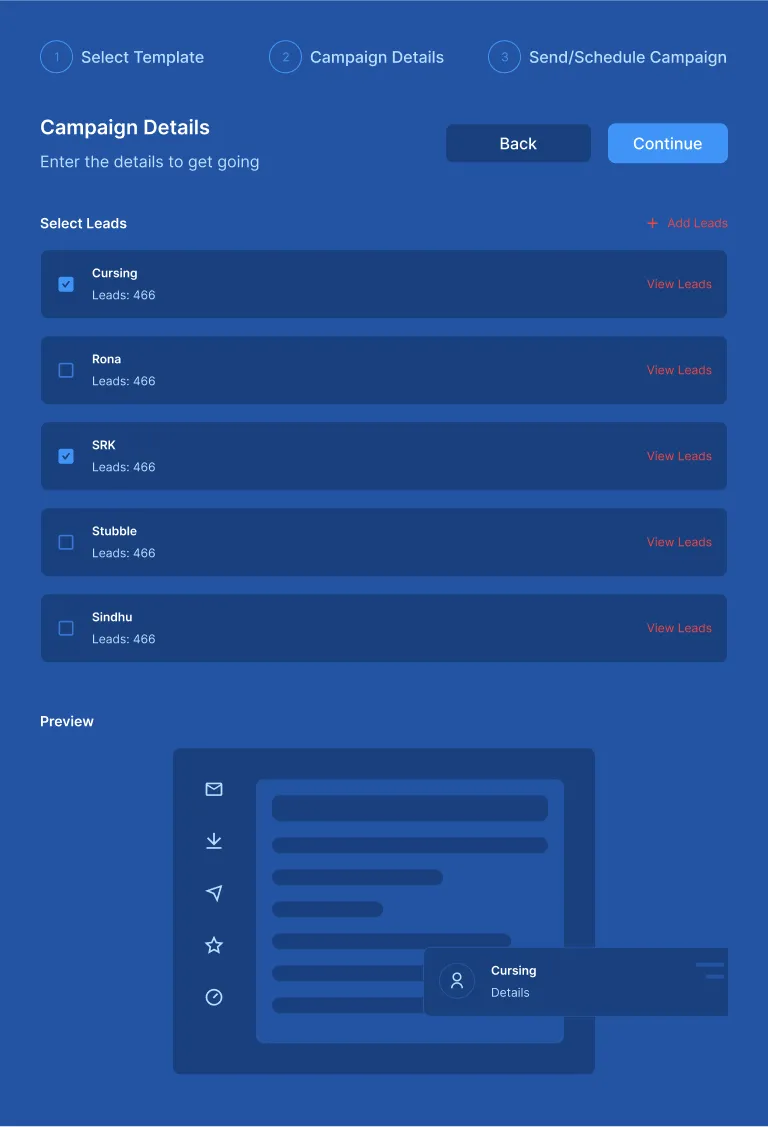 1 Select Template
2 Campaign Details
3 Send/Schedule Campaign
Campaign Details
Enter the details to get going
Back
Continue
Select Leads
+ Add Leads
Cursing
Leads: 466
View Leads
Rona
Leads: 466
View Leads
SRK
Leads: 466
View Leads
Stubble
Leads: 466
View Leads
Sindhu
Leads: 466
View Leads
Preview
Cursing
Details